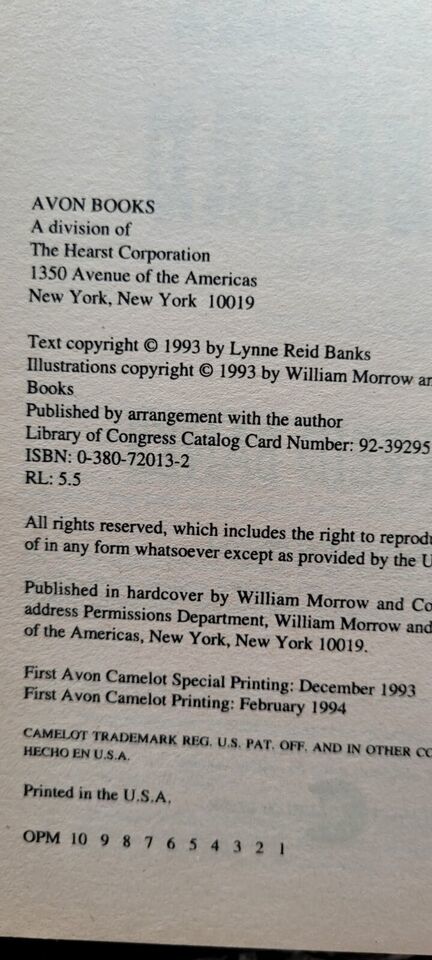 AVON BOOKS
A division of
The Hearst Corporation
1350 Avenue of the Americas
New York, New York 10019
Text copyright © 1993 by Lynne Reid Banks
Illustrations copyright © 1993 by William Morrow
Books
Published by arrangement with the author
Library of Congress Catalog Card Number: 92-39295
ISBN: 0-380-72013-2
RL: 5.5
All rights reserved, which includes the right to
of in any form whatsoever except as provided by the U
Published in hardcover by William Morrow and
address Permissions Department, William Morrow and
of the Americas, New York, New York 10019.
First Avon Camelot Special Printing: December 1993
First Avon Camelot Printing: February 1994
CAMELOT TRADEMARK REG. U.S. PAT. OFF. AND IN OTHER
HECHO EN U.S.A.
Printed in the U.S.A.
OPM 10 9 8 7 6 5 4 3 2 1